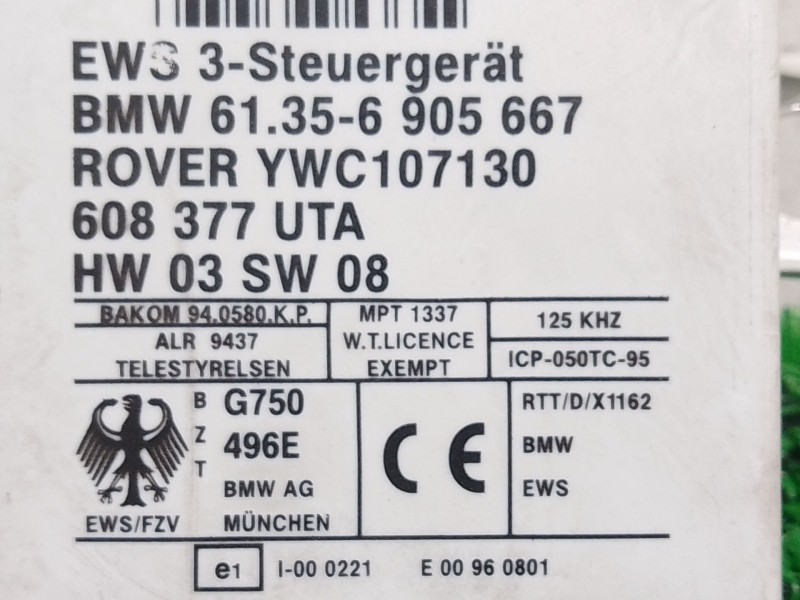 EWS 3-Steuergerät
BMW 61.35-6 905 667
ROVER YWC107130
608 377 UTA
HW 03 SW 08
BAKOM 94.0580.K.P.
ALR 9437
TELESTYRELSEN
MPT 1337
W.T.LICENCE
EXEMPT
125 KHZ
ICP-050TC-95
BZT
G750
496E
BMW AG
MÜNCHEN
EWS/FZV
CE
RTT/D/X1162
BMW
EWS
e1 I-00 0221 E 00 96 0801